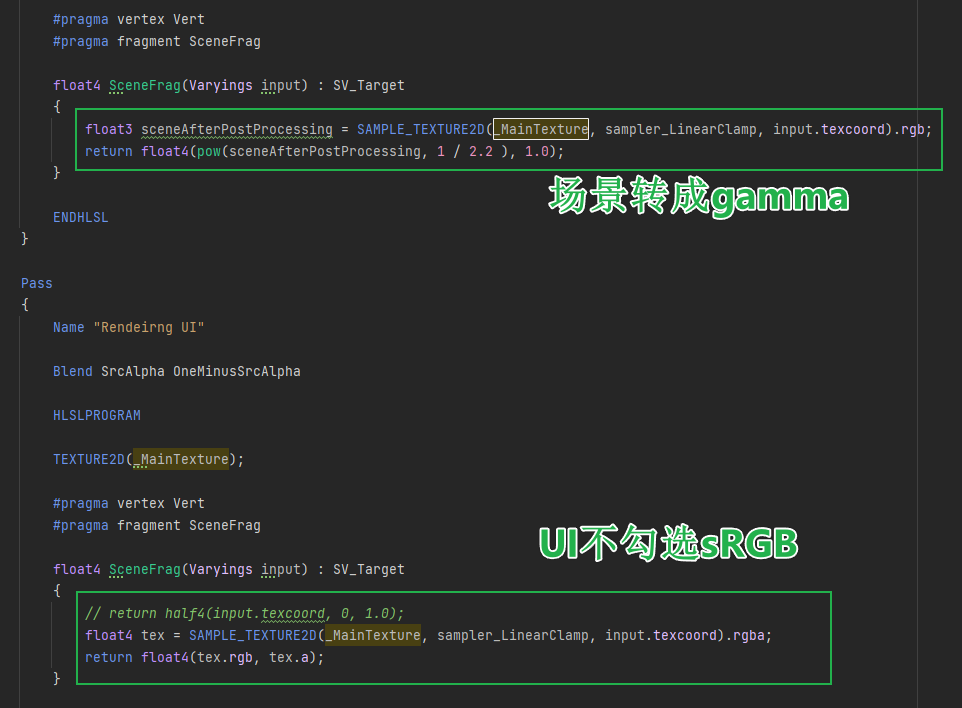 #pragma vertex Vert
#pragma fragment SceneFrag
float4 SceneFrag(Varyings input) : SV_Target
{
float3 sceneAfterPostProcessing = SAMPLE_TEXTURE2D(_MainTexture, sampler_LinearClamp, input.texcoord).rgb;
return float4(pow(sceneAfterPostProcessing, 1 / 2.2 ), 1.0);
}
场景转成gamma
ENDHLSL
}
Pass
{
Name "Rendeirng UI"
Blend SrcAlpha OneMinusSrcAlpha
HLSLPROGRAM
TEXTURE2D(_MainTexture);
#pragma vertex Vert
#pragma fragment SceneFrag
UI不勾选sRGB
float4 SceneFrag(Varyings input) : SV_Target
{
// return half4(input.texcoord, 0, 1.0);
float4 tex = SAMPLE_TEXTURE2D(_MainTexture, sampler_LinearClamp, input.texcoord).rgba;
return float4(tex.rgb, tex.a);
}